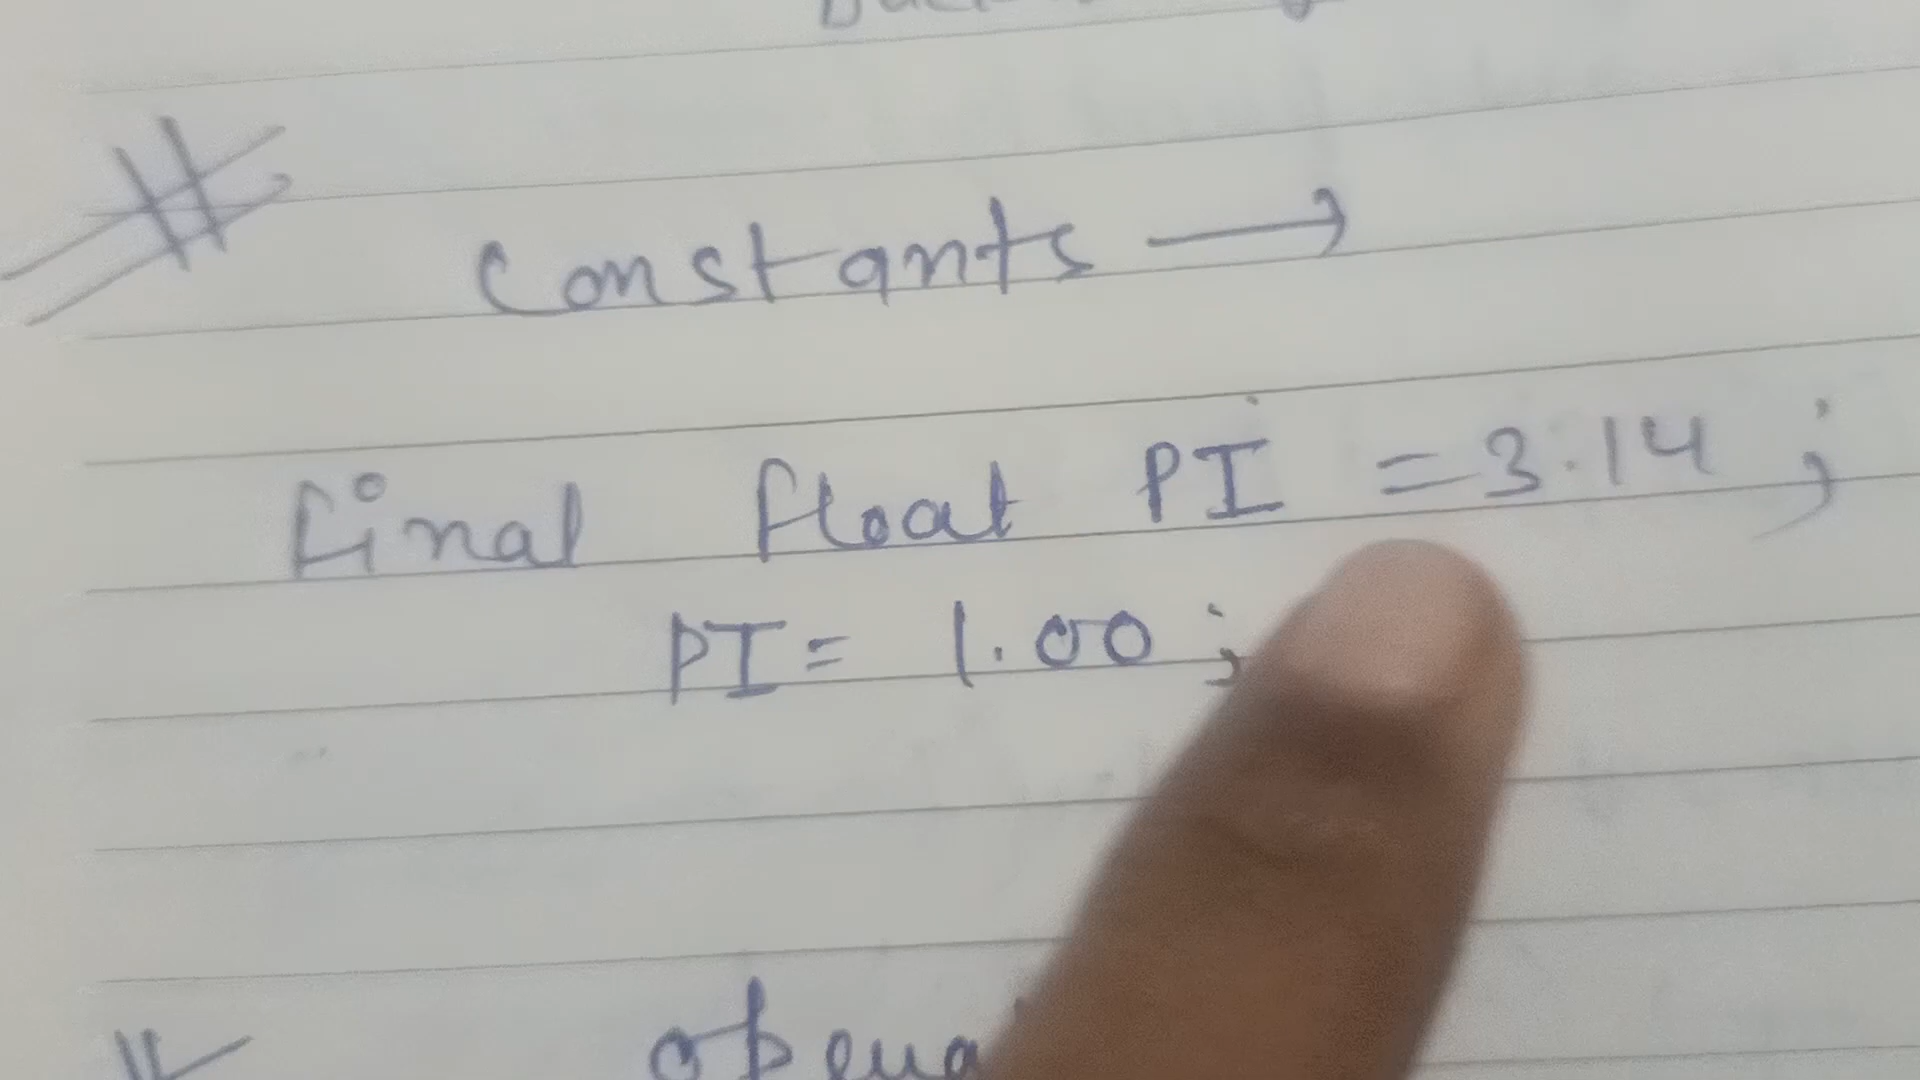 #
Constants →
final float PI = 3.14 ;
PI = 1.00 ;